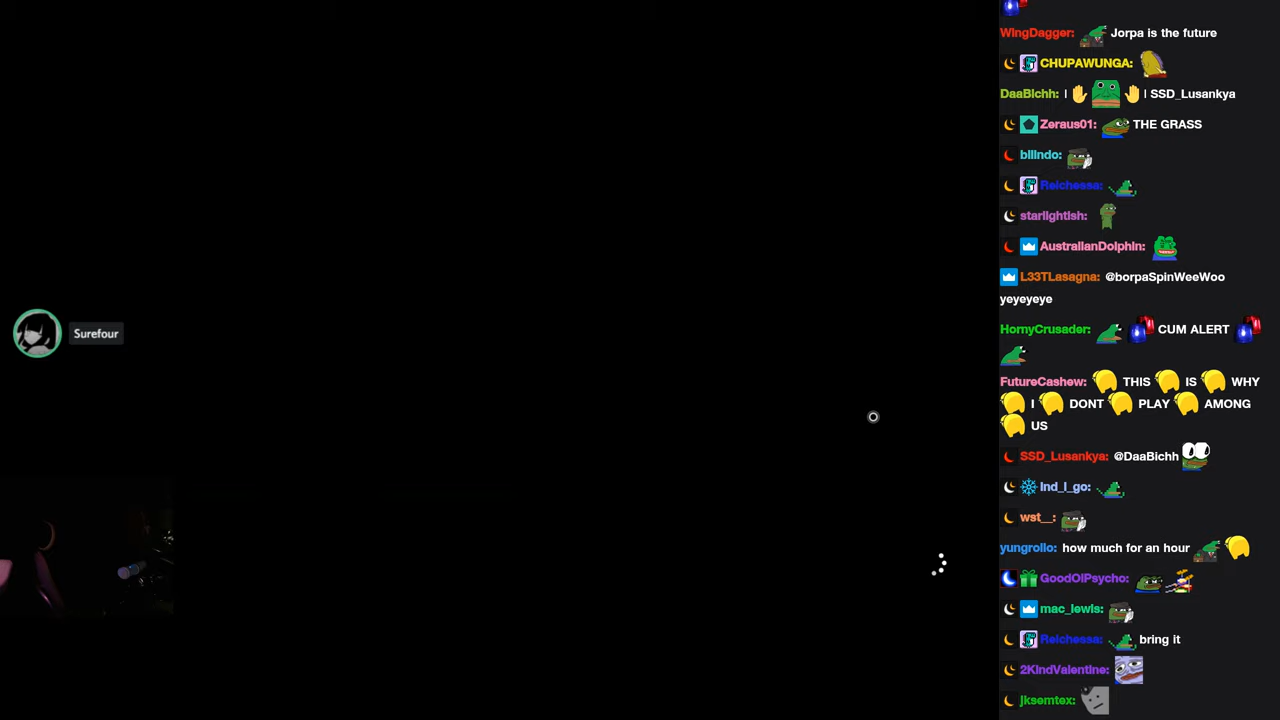 WingDagger: Jorpa is the future
CHUPAWUNGA:
DaaBichh: | | SSD_Lusankya
Zeraus01: THE GRASS
blindo:
Reichessa:
starlightish:
AustralianDolphin:
L33TLasagna: @borpaSpinWeeWoo
yeyeyeye
HornyCrusader: CUM ALERT
FutureCashew: THIS IS WHY
I DONT PLAY AMONG
US
Surefour
SSD_Lusankya: @DaaBichh
Ind_I_go:
wst__:
yungrollo: how much for an hour
GoodOlPsycho:
mac_lewis:
Reichessa: bring it
2KindValentine:
jksemtex: